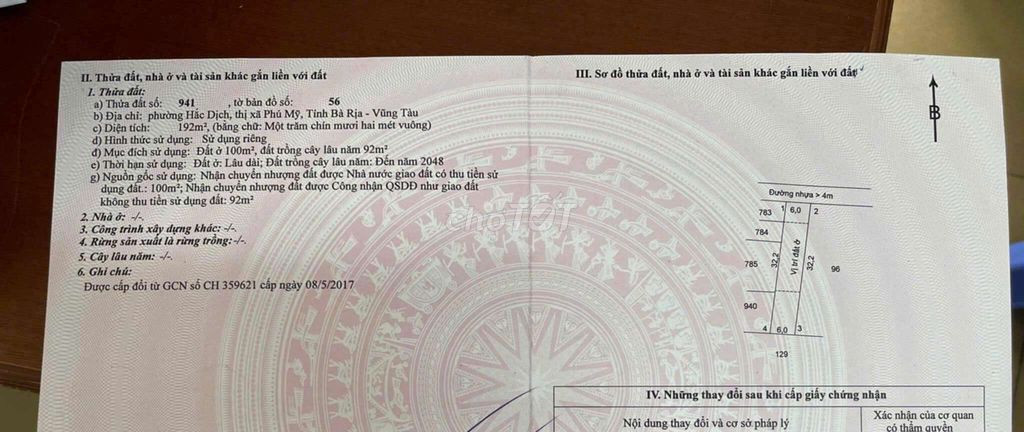 II. Thửa đất, nhà ở và tài sản khác gắn liền với đất
1. Thửa đất:
a) Thửa đất số: 941 , tờ bản đồ số: 56
b) Địa chỉ: phường Hắc Dịch, thị xã Phú Mỹ, Tỉnh Bà Rịa - Vũng Tàu
c) Diện tích: 192m², (bằng chữ: Một trăm chín mươi hai mét vuông)
d) Hình thức sử dụng: Sử dụng riêng
đ) Mục đích sử dụng: Đất ở 100m², đất trồng cây lâu năm 92m²
e) Thời hạn sử dụng: Đất ở: Lâu dài; Đất trồng cây lâu năm: Đến năm 2048
g) Nguồn gốc sử dụng: Nhận chuyển nhượng đất được Nhà nước giao đất có thu tiền sử
dụng đất.: 100m²; Nhận chuyển nhượng đất được Công nhận QSDĐ như giao đất
không thu tiền sử dụng đất: 92m²
2. Nhà ở: -/-.
3. Công trình xây dựng khác: -/-.
4. Rừng sản xuất là rừng trồng: -/-.
5. Cây lâu năm: -/-.
6. Ghi chú:
Được cấp đổi từ GCN số CH 359621 cấp ngày 08/5/2017
choTỐT
III. Sơ đồ thửa đất, nhà ở và tài sản khác gắn liền với đất
B
Đường nhựa > 4m
783 1 6,0 2
784
785 32,2 Vị trí đất ở 32,2 96
940
4 6,0 3
129
IV. Những thay đổi sau khi cấp giấy chứng nhận
Nội dung thay đổi và cơ sở pháp lý
Xác nhận của cơ quan
có thẩm quyền